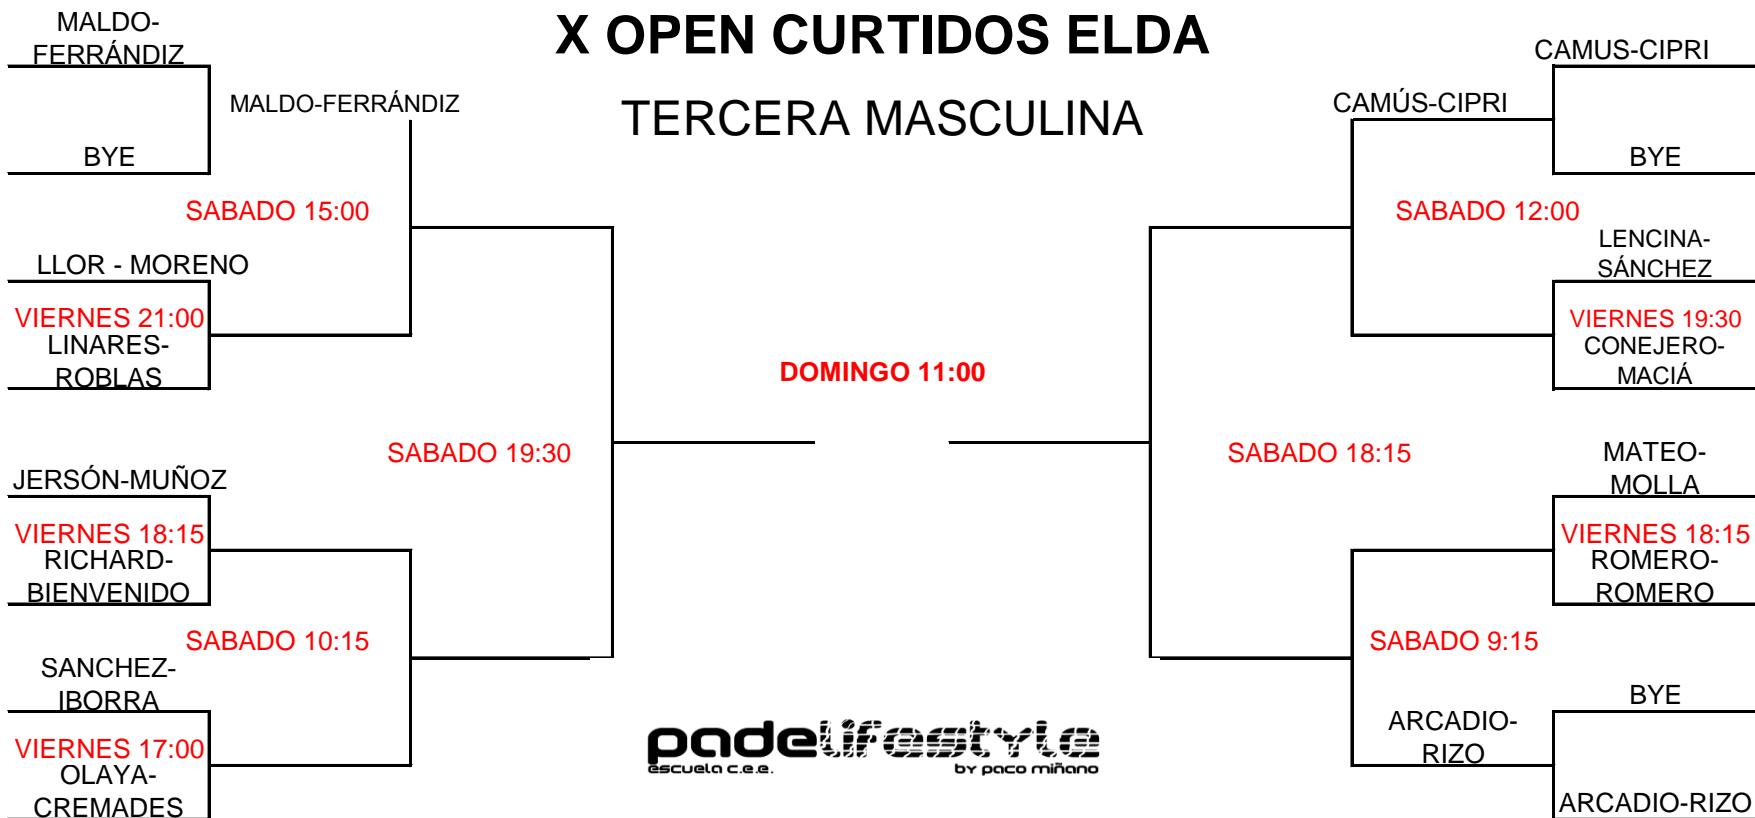 X OPEN CURTIDOS ELDA
TERCERA MASCULINA
MALDO-
FERRÁNDIZ
MALDO-FERRÁNDIZ
BYE
SABADO 15:00
LLOR - MORENO
VIERNES 21:00
LINARES-
ROBLAS
SABADO 19:30
JERSÓN-MUÑOZ
VIERNES 18:15
RICHARD-
BIENVENIDO
SABADO 10:15
SANCHEZ-
IBORRA
VIERNES 17:00
OLAYA-
CREMADES
DOMINGO 11:00
CAMUS-CIPRI
CAMÚS-CIPRI
BYE
SABADO 12:00
LENCINA-
SÁNCHEZ
VIERNES 19:30
CONEJERO-
MACIÁ
SABADO 18:15
MATEO-
MOLLA
VIERNES 18:15
ROMERO-
ROMERO
SABADO 9:15
BYE
ARCADIO-
RIZO
ARCADIO-RIZO
padelifestyle
escuela c.e.e.
by paco miñano